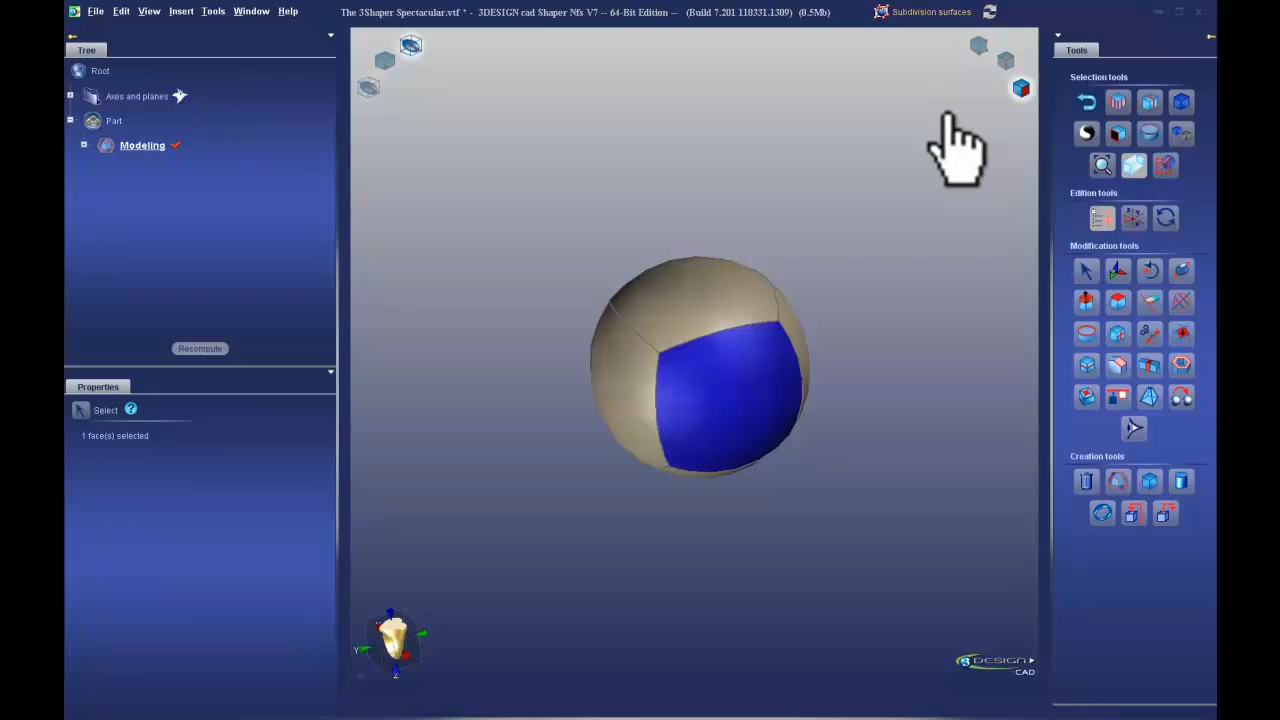 File Edit View Insert Tools Window Help
The 3Shaper Spectacular.vtf * - 3DESIGN cad Shaper Nfs V7 -- 64-Bit Edition -- (Build 7.201 110331.1309) (0.5Mb)
Subdivision surfaces
Tree
Root
Axes and planes
Part
Modeling
Recompute
Properties
Select
1 face(s) selected
Y
Z
3DESIGN
CAD
Tools
Selection tools
Edition tools
Modification tools
Creation tools